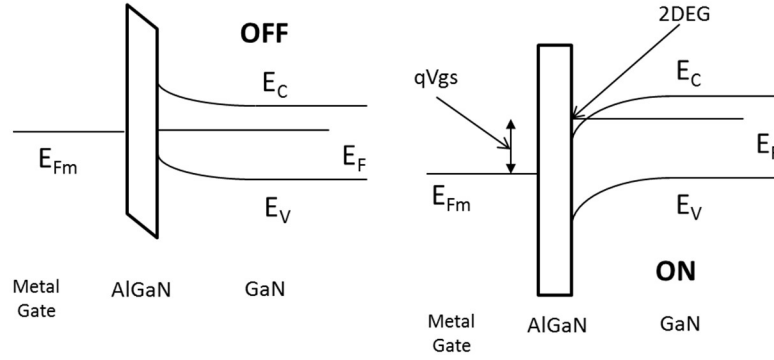 OFF
E_C
E_Fm
E_F
E_V
Metal
Gate
AlGaN
GaN
2DEG
qVgs
E_C
E_F
E_Fm
E_V
ON
Metal
Gate
AlGaN
GaN